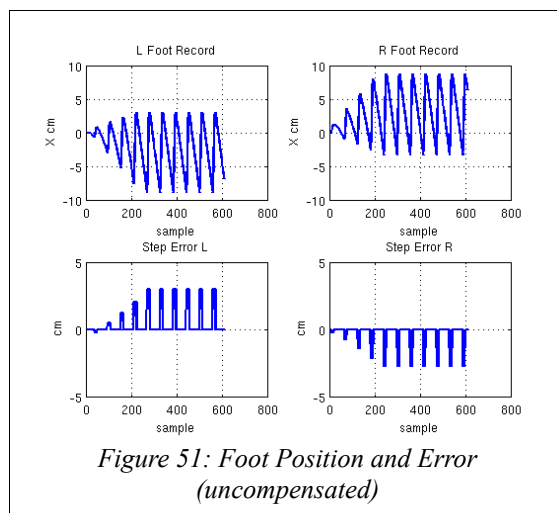 L Foot Record
R Foot Record
10
5
0
-5
-10
X cm
0 200 400 600 800
sample
10
5
0
-5
-10
X cm
0 200 400 600 800
sample
Step Error L
Step Error R
5
0
-5
cm
0 200 400 600 800
sample
5
0
-5
cm
0 200 400 600 800
sample
Figure 51: Foot Position and Error
(uncompensated)